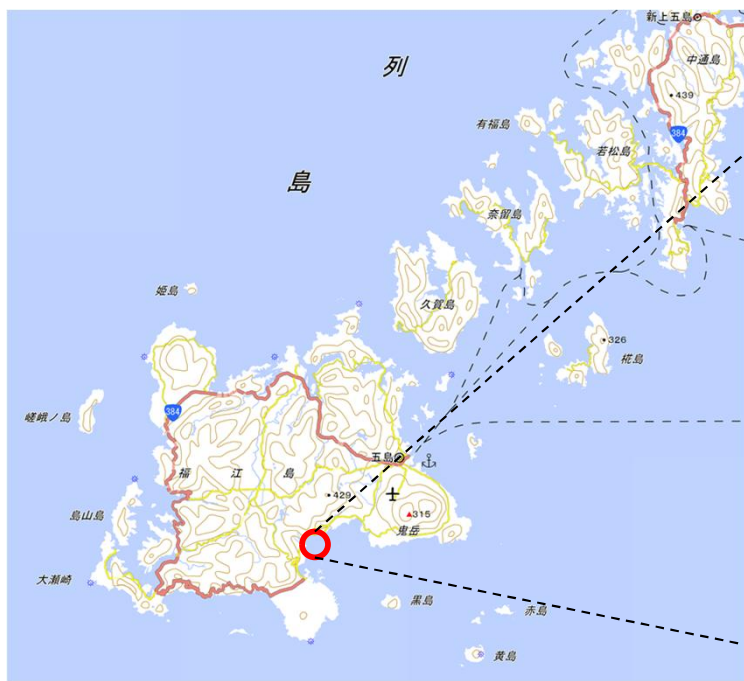 新上五島
中通島
439
列
有福島
384
若松島
島
奈留島
姫島
久賀島
326
椛島
384
嵯峨ノ島
五島
福江島
429
315
鬼岳
島山島
大瀬崎
黒島
赤島
黄島